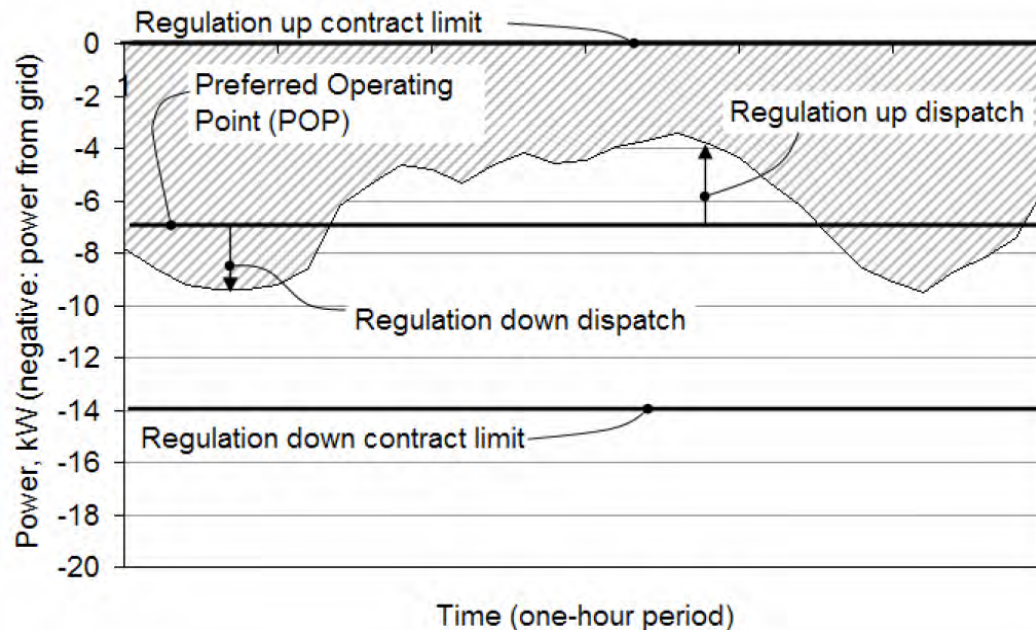 Regulation up contract limit
0
1
-2
Preferred Operating
Point (POP)
Regulation up dispatch
-4
-6
-8
-10
Regulation down dispatch
-12
-14
Regulation down contract limit
-16
-18
-20
Power, kW (negative: power from grid)
Time (one-hour period)